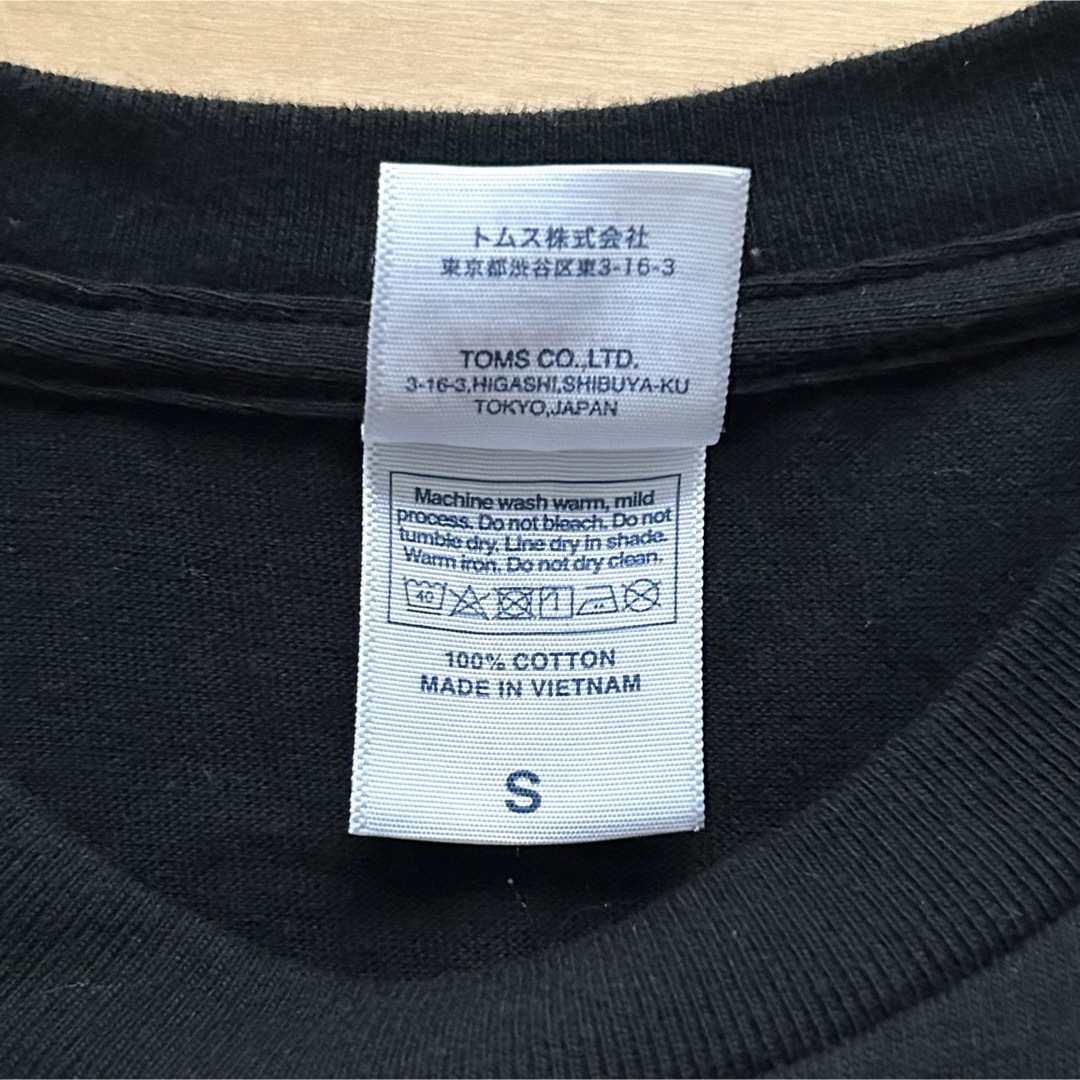 トムス株式会社
東京都渋谷区東3-16-3
TOMS CO.,LTD.
3-16-3,HIGASHI,SHIBUYA-KU
TOKYO,JAPAN
Machine wash warm, mild
process. Do not bleach. Do not
tumble dry. Line dry in shade.
Warm iron. Do not dry clean.
40
100% COTTON
MADE IN VIETNAM
S